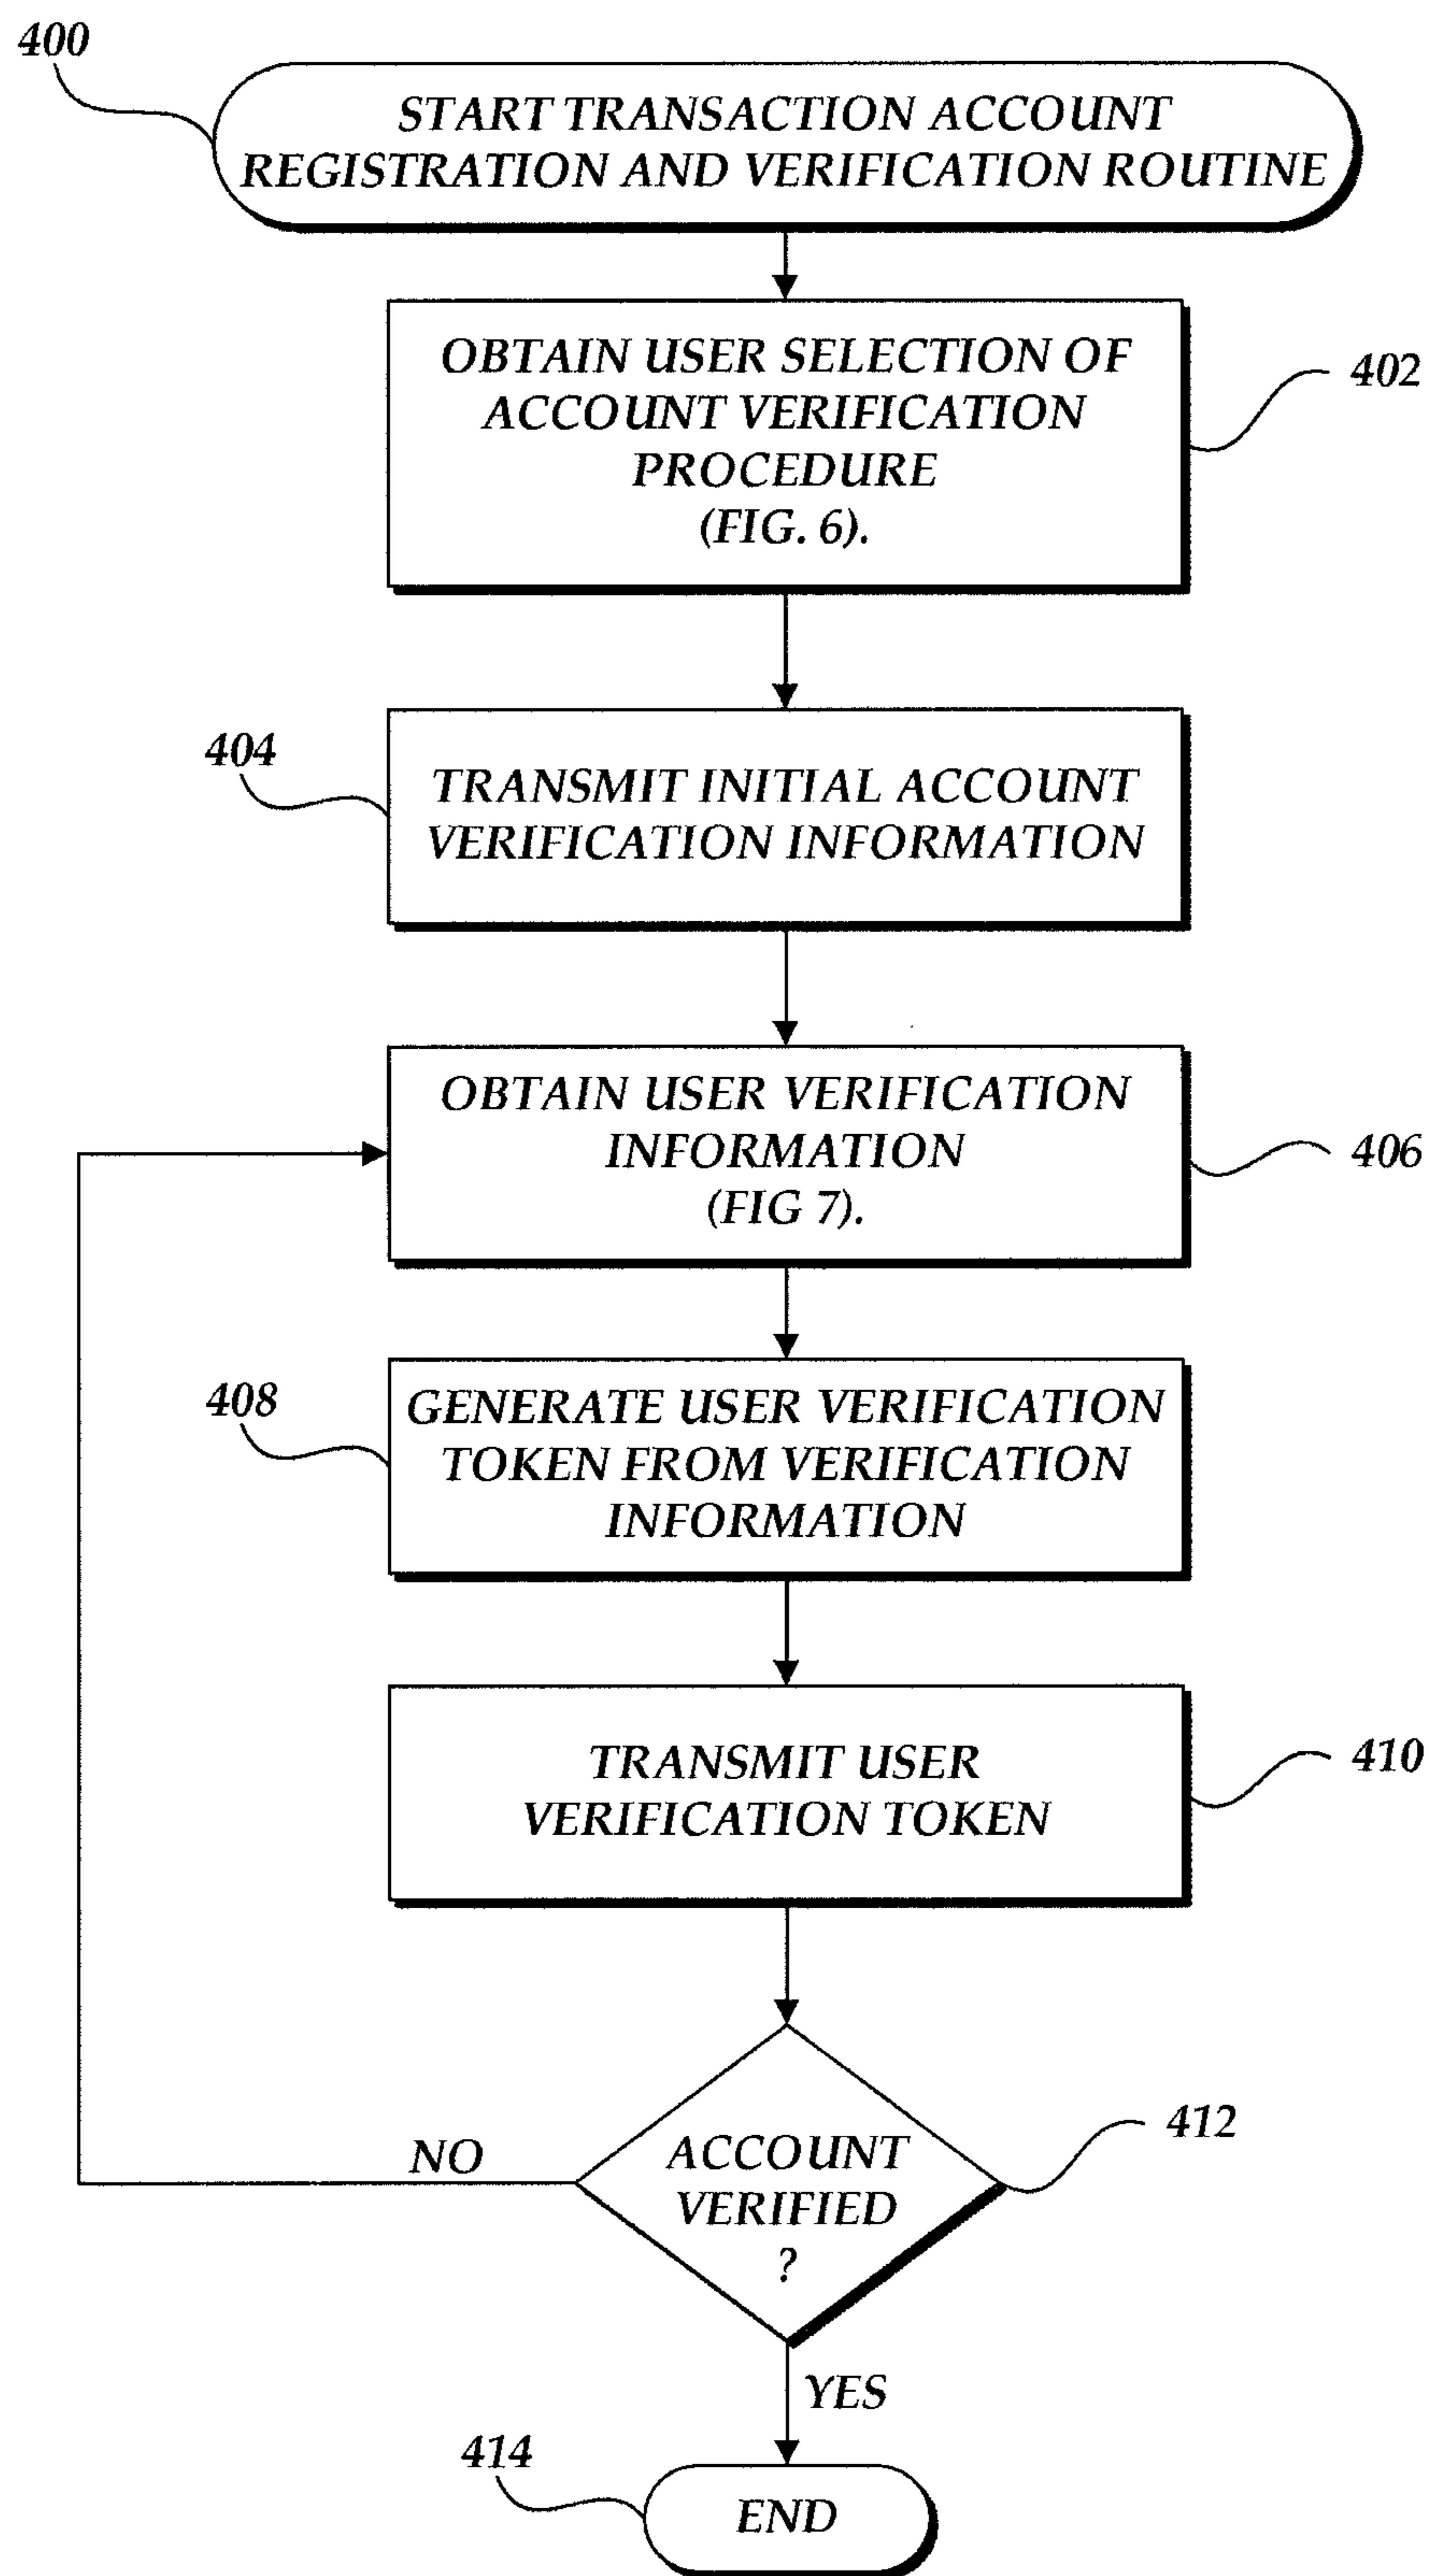 400
START TRANSACTION ACCOUNT
REGISTRATION AND VERIFICATION ROUTINE
OBTAIN USER SELECTION OF
ACCOUNT VERIFICATION
PROCEDURE
(FIG. 6).
402
404
TRANSMIT INITIAL ACCOUNT
VERIFICATION INFORMATION
OBTAIN USER VERIFICATION
INFORMATION
(FIG 7).
406
408
GENERATE USER VERIFICATION
TOKEN FROM VERIFICATION
INFORMATION
TRANSMIT USER
VERIFICATION TOKEN
410
412
NO
ACCOUNT
VERIFIED
?
YES
414
END